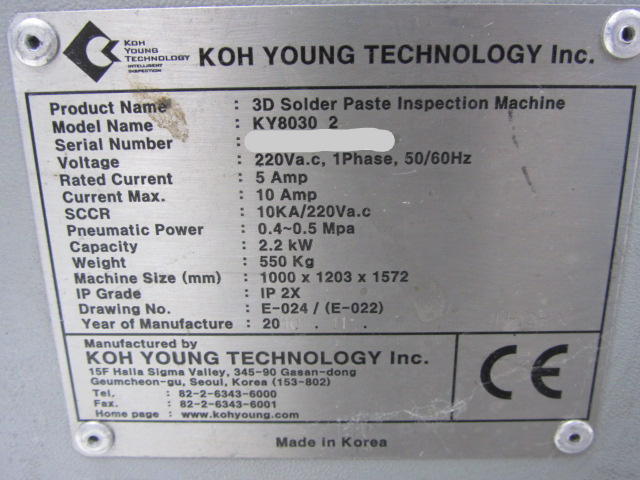 KOH
YOUNG
TECHNOLOGY
INTELLIGENT
INSPECTION
KOH YOUNG TECHNOLOGY Inc.
Product Name : 3D Solder Paste Inspection Machine
Model Name : KY8030 2
Serial Number :
Voltage : 220Va.c, 1Phase, 50/60Hz
Rated Current : 5 Amp
Current Max. : 10 Amp
SCCR : 10KA/220Va.c
Pneumatic Power : 0.4~0.5 Mpa
Capacity : 2.2 kW
Weight : 550 Kg
Machine Size (mm) : 1000 x 1203 x 1572
IP Grade : IP 2X
Drawing No. : E-024 / (E-022)
Year of Manufacture : 20 . .
Manufactured by
KOH YOUNG TECHNOLOGY Inc.
15F Halla Sigma Valley, 345-90 Gasan-dong
Geumcheon-gu, Seoul, Korea (153-802)
Tel. : 82-2-6343-6000
Fax. : 82-2-6343-6001
Home page : www.kohyoung.com
CE
Made in Korea